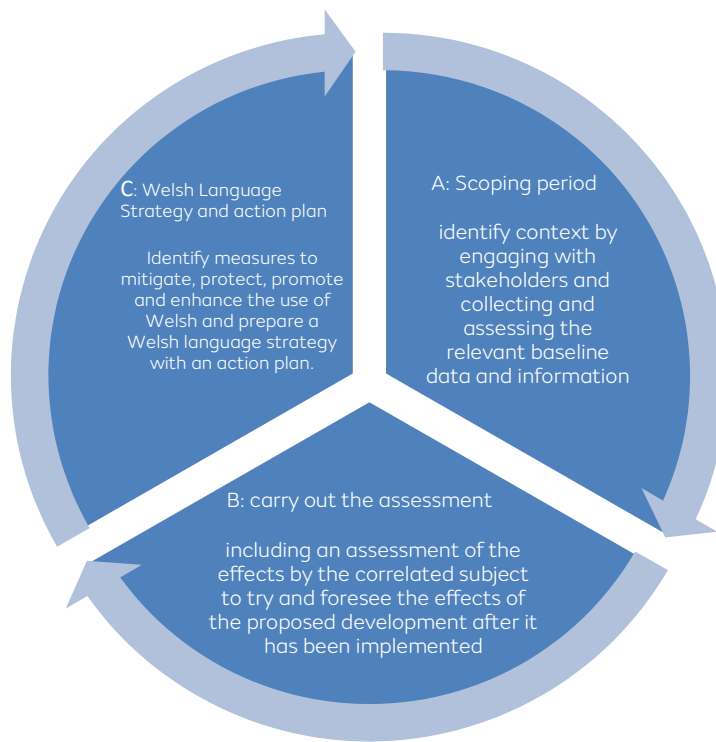 A: Scoping period
identify context by
engaging with
stakeholders and
collecting and
assessing the
relevant baseline
data and information
B: carry out the assessment
including an assessment of the
effects by the correlated subject
to try and foresee the effects of
the proposed development after it
has been implemented
C: Welsh Language
Strategy and action plan
Identify measures to
mitigate, protect, promote
and enhance the use of
Welsh and prepare a
Welsh language strategy
with an action plan.